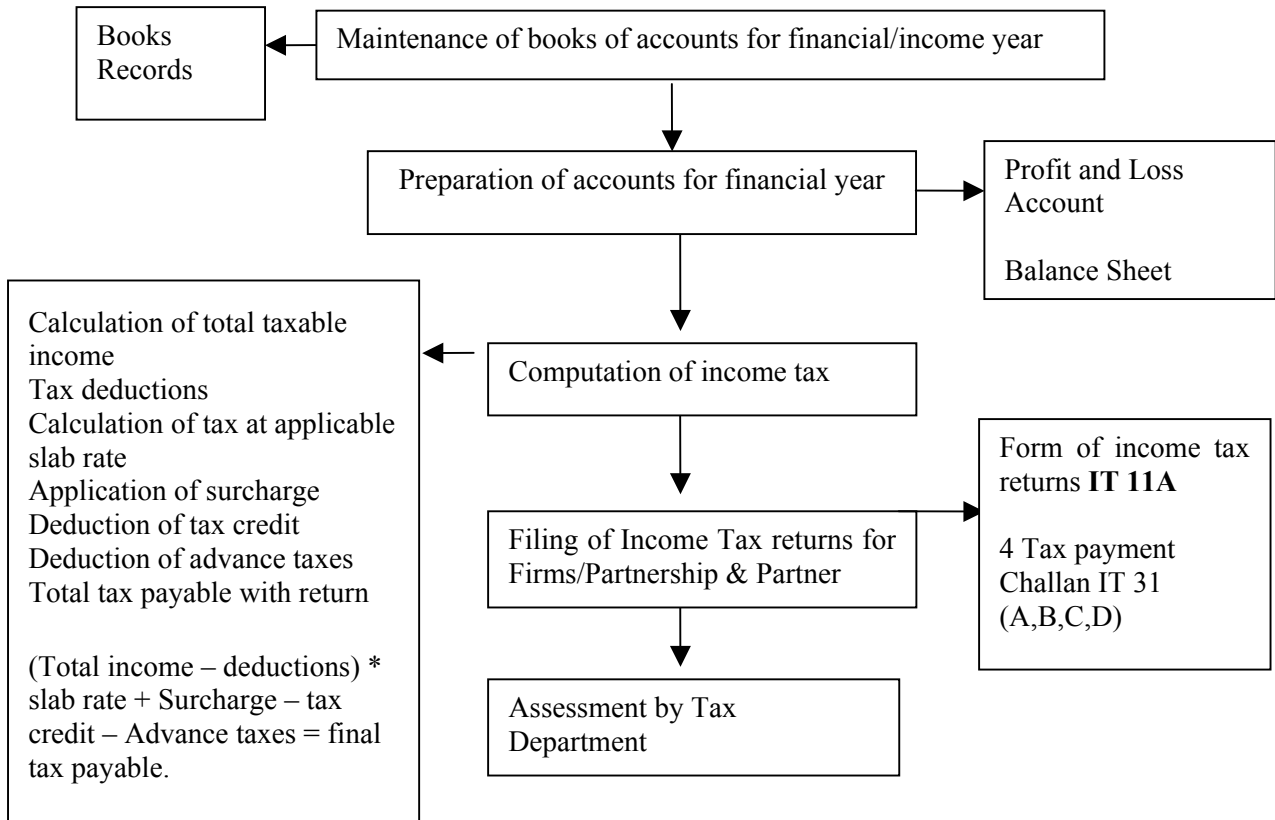 Books
Records
Maintenance of books of accounts for financial/income year
Preparation of accounts for financial year
Profit and Loss
Account
Balance Sheet
Calculation of total taxable
income
Tax deductions
Calculation of tax at applicable
slab rate
Application of surcharge
Deduction of tax credit
Deduction of advance taxes
Total tax payable with return
(Total income – deductions) *
slab rate + Surcharge – tax
credit – Advance taxes = final
tax payable.
Computation of income tax
Form of income tax
returns IT 11A
4 Tax payment
Challan IT 31
(A,B,C,D)
Filing of Income Tax returns for
Firms/Partnership & Partner
Assessment by Tax
Department